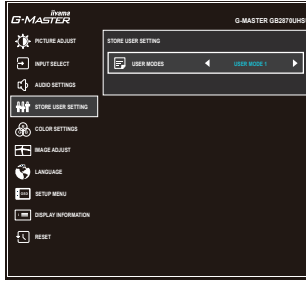 iiyama
G-MASTER
G-MASTER GB2870UHS
PICTURE ADJUST
STORE USER SETTING
INPUT SELECT
USER MODES
USER MODE 1
AUDIO SETTINGS
STORE USER SETTING
COLOR SETTINGS
IMAGE ADJUST
LANGUAGE
SETUP MENU
DISPLAY INFORMATION
RESET